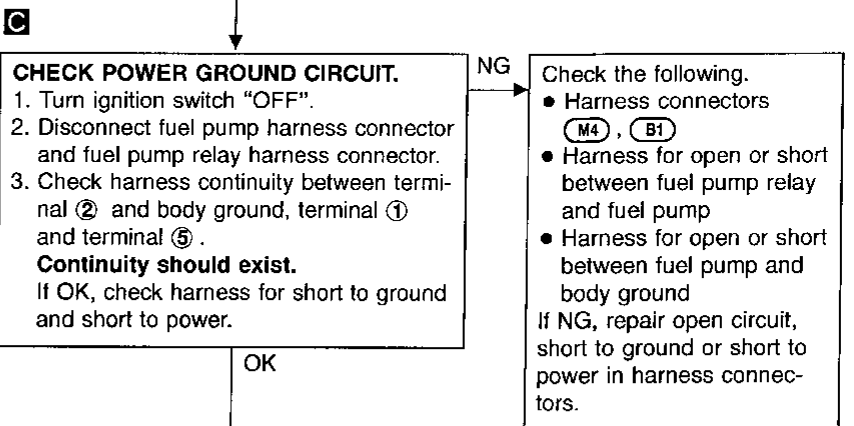 C
CHECK POWER GROUND CIRCUIT.
1. Turn ignition switch “OFF”.
2. Disconnect fuel pump harness connector
and fuel pump relay harness connector.
3. Check harness continuity between termi-
nal ② and body ground, terminal ①
and terminal ⑤ .
Continuity should exist.
If OK, check harness for short to ground
and short to power.
OK
NG
Check the following.
● Harness connectors
M4 , B1
● Harness for open or short
between fuel pump relay
and fuel pump
● Harness for open or short
between fuel pump and
body ground
If NG, repair open circuit,
short to ground or short to
power in harness connec-
tors.